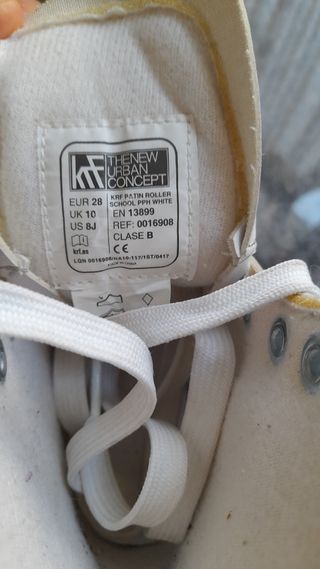 krf
THE NEW
URBAN
CONCEPT
EUR 28
UK 10
US 8J
krf.es
KRF PATIN ROLLER
SCHOOL PPH WHITE
EN 13899
REF: 0016908
CLASE B
CE